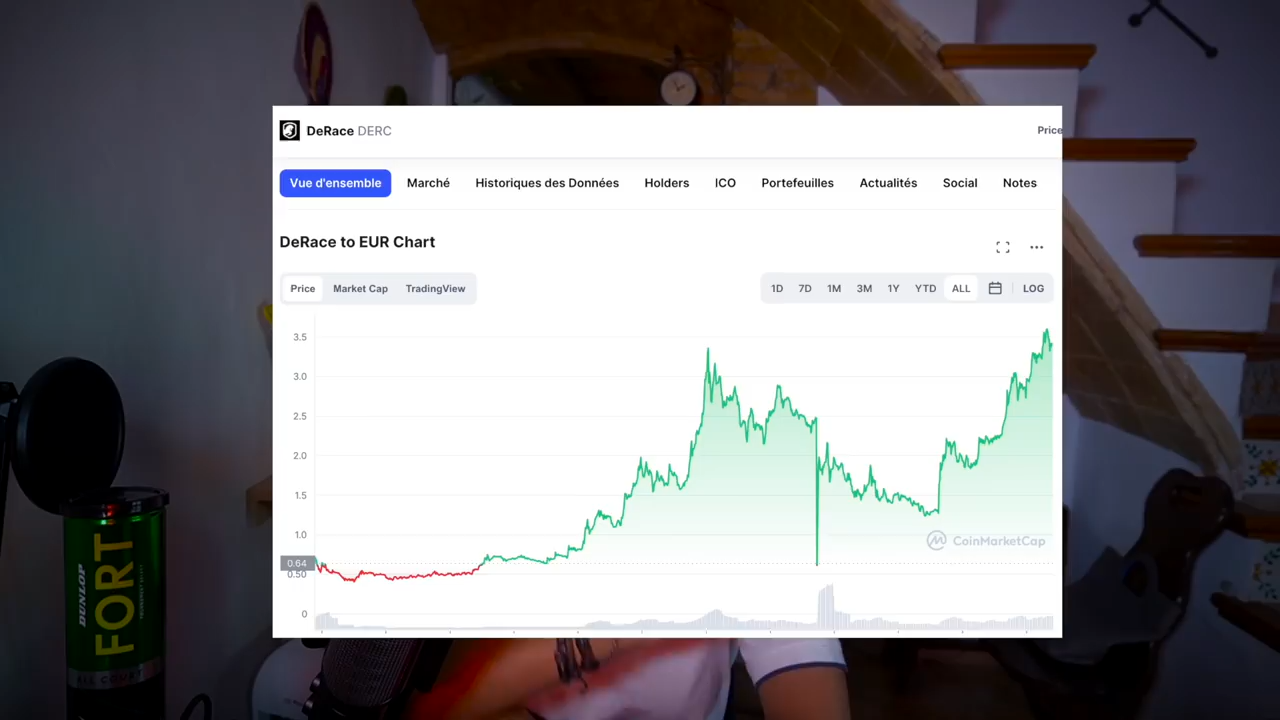 DeRace DERC
Price
Vue d'ensemble Marché Historiques des Données Holders ICO Portefeuilles Actualités Social Notes
DeRace to EUR Chart
Price Market Cap TradingView 1D 7D 1M 3M 1Y YTD ALL LOG
3.5
3.0
2.5
2.0
1.5
1.0
CoinMarketCap
0.64
0.50
0
DUNLOP
FORT
ALL COURT